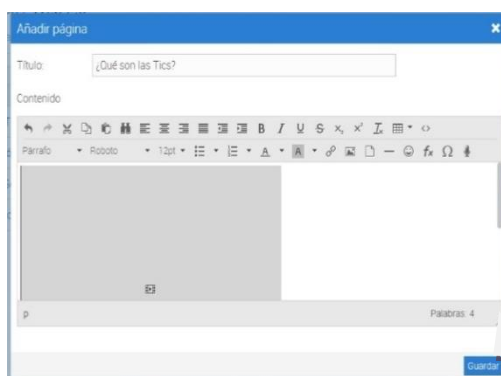 Añadir página
Título:
¿Qué son las Tics?
Contenido
Párrafo
Roboto
12pt
p
Palabras: 4
Guardar